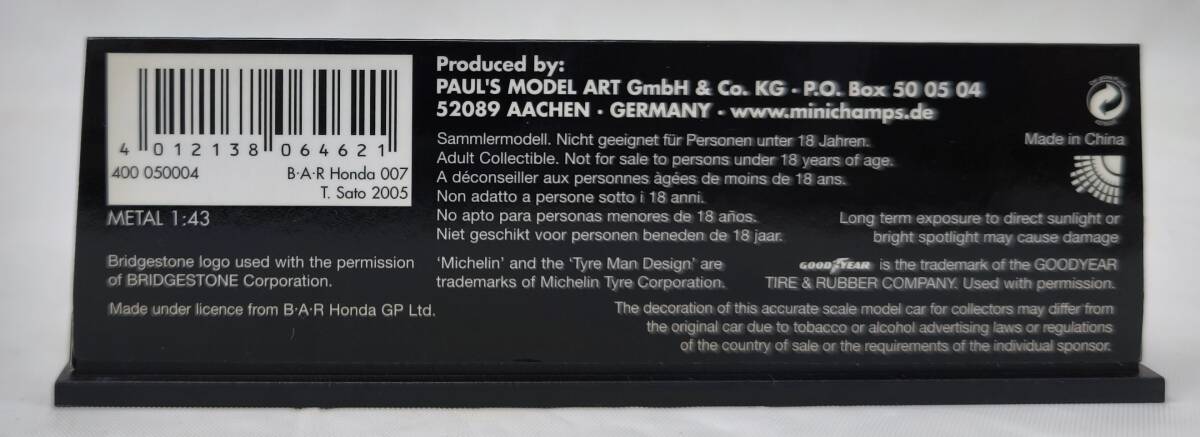 4 012138 064621
400 050004 B·A·R Honda 007
T. Sato 2005
METAL 1:43
Bridgestone logo used with the permission
of BRIDGESTONE Corporation.
Made under licence from B·A·R Honda GP Ltd.
Produced by:
PAUL'S MODEL ART GmbH & Co. KG · P.O. Box 50 05 04
52089 AACHEN · GERMANY · www.minichamps.de
Sammlermodell. Nicht geeignet für Personen unter 18 Jahren.
Adult Collectible. Not for sale to persons under 18 years of age.
A déconseiller aux personnes àgées de moins de 18 ans.
Non adatto a persone sotto i 18 anni.
No apto para personas menores de 18 años.
Niet geschikt voor personen beneden de 18 jaar.
'Michelin' and the 'Tyre Man Design' are
trademarks of Michelin Tyre Corporation.
Made in China
Long term exposure to direct sunlight or
bright spotlight may cause damage
GOODYEAR is the trademark of the GOODYEAR
TIRE & RUBBER COMPANY. Used with permission.
The decoration of this accurate scale model car for collectors may differ from
the original car due to tobacco or alcohol advertising laws or regulations
of the country of sale or the requirements of the individual sponsor.